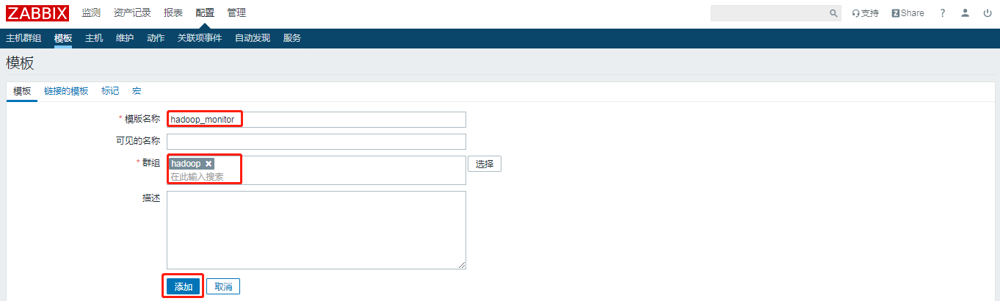 ZABBIX 监测 资产记录 报表 配置 管理 支持 Z Share ?
主机群组 模板 主机 维护 动作 关联项事件 自动发现 服务
模板
模板 链接的模板 标记 宏
* 模版名称 hadoop_monitor
可见的名称
* 群组 hadoop × 选择
在此输入搜索
描述
添加 取消